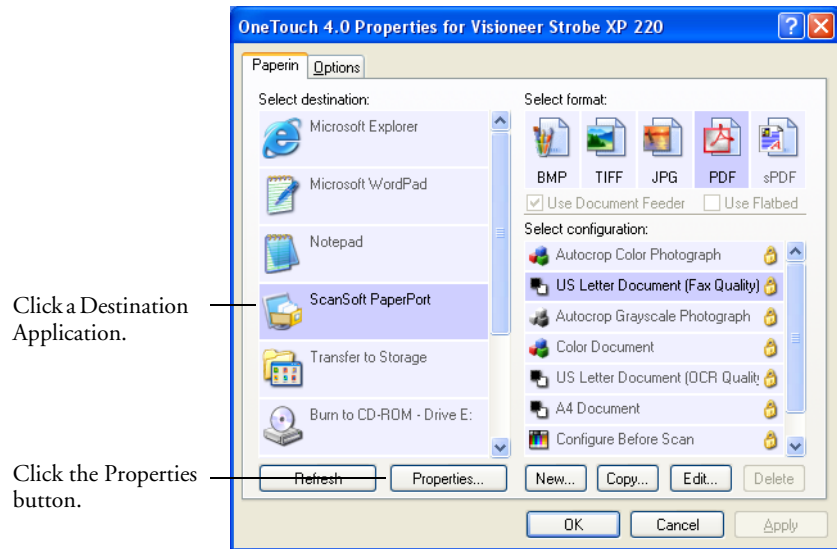 OneTouch 4.0 Properties for Visioneer Strobe XP 220
Paperin
Options
Select destination:
Microsoft Explorer
Microsoft WordPad
Notepad
ScanSoft PaperPort
Transfer to Storage
Burn to CD-ROM - Drive E:
Refresh
Properties...
Select format:
BMP
TIFF
JPG
PDF
sPDF
Use Document Feeder
Use Flatbed
Select configuration:
Autocrop Color Photograph
US Letter Document (Fax Quality)
Autocrop Grayscale Photograph
Color Document
US Letter Document (OCR Quality
A4 Document
Configure Before Scan
New...
Copy...
Edit...
Delete
OK
Cancel
Apply
Click a Destination
Application.
Click the Properties
button.